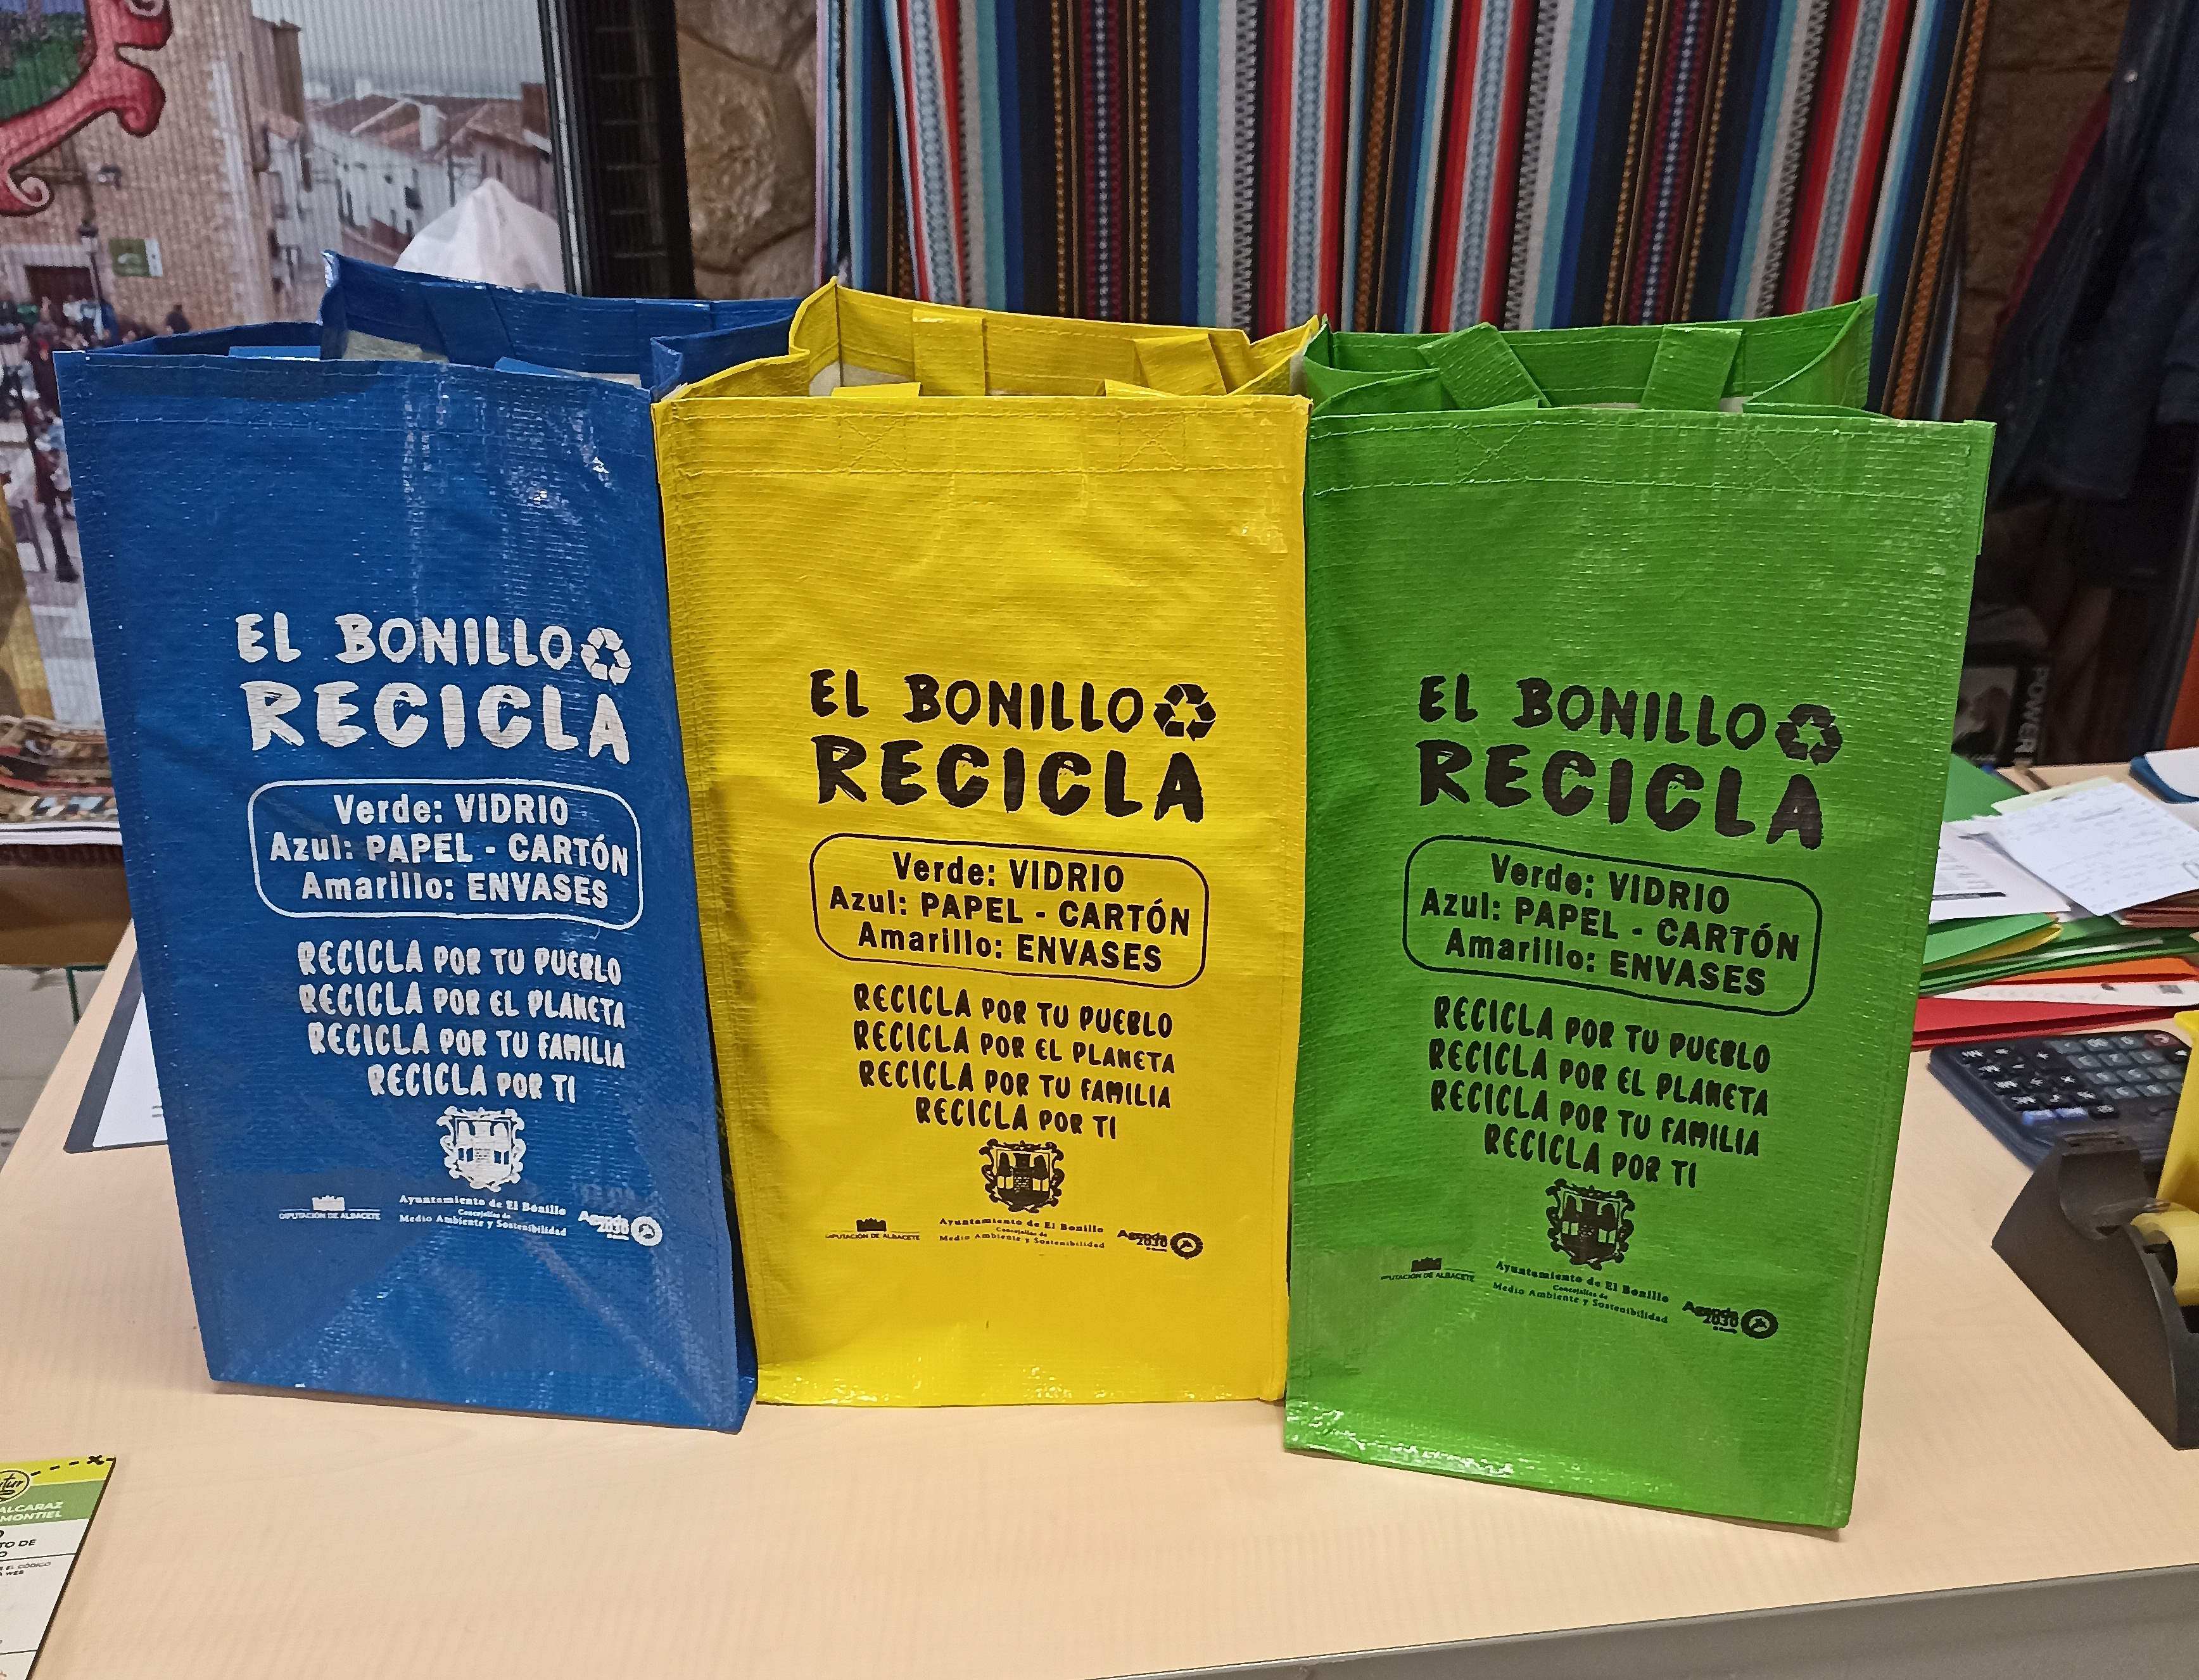 EL BONILLO
RECICLA
Verde: VIDRIO
Azul: PAPEL - CARTÓN
Amarillo: ENVASES
RECICLA POR TU PUEBLO
RECICLA POR EL PLANETA
RECICLA POR TU FAMILIA
RECICLA POR TI
DIPUTACIÓN DE ALBACETE
Ayuntamiento de El Bonillo
Concejalías de
Medio Ambiente y Sostenibilidad
Agenda
2030
EL BONILLO
RECICLA
Verde: VIDRIO
Azul: PAPEL - CARTÓN
Amarillo: ENVASES
RECICLA POR TU PUEBLO
RECICLA POR EL PLANETA
RECICLA POR TU FAMILIA
RECICLA POR TI
DIPUTACIÓN DE ALBACETE
Ayuntamiento de El Bonillo
Concejalías de
Medio Ambiente y Sostenibilidad
Agenda
2030
EL BONILLO
RECICLA
Verde: VIDRIO
Azul: PAPEL - CARTÓN
Amarillo: ENVASES
RECICLA POR TU PUEBLO
RECICLA POR EL PLANETA
RECICLA POR TU FAMILIA
RECICLA POR TI
DIPUTACIÓN DE ALBACETE
Ayuntamiento de El Bonillo
Concejalías de
Medio Ambiente y Sostenibilidad
Agenda
2030
POWER
ALCARAZ
MONTIEL
TO DE
EL CÓDIGO
WEB